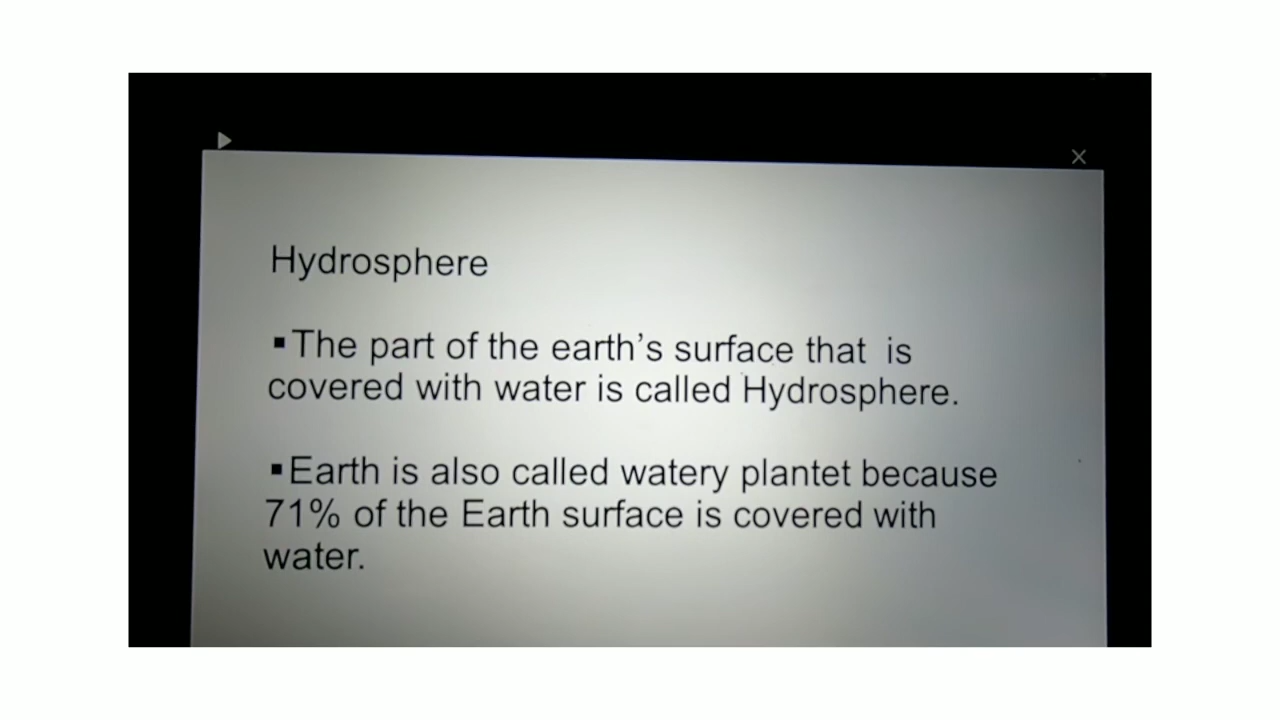 Hydrosphere
▪The part of the earth's surface that is
covered with water is called Hydrosphere.
▪Earth is also called watery plantet because
71% of the Earth surface is covered with
water.